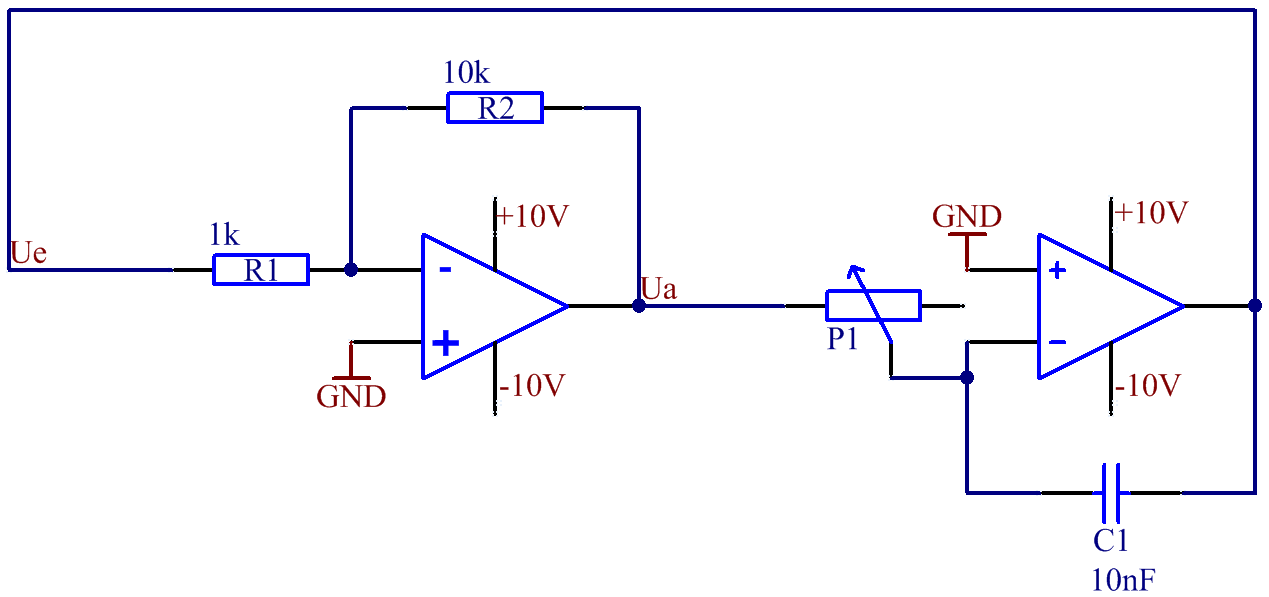 10k
R2
+10V
GND
+10V
Ue
1k
R1
-
+
Ua
P1
+
-
GND
-10V
-10V
C1
10nF